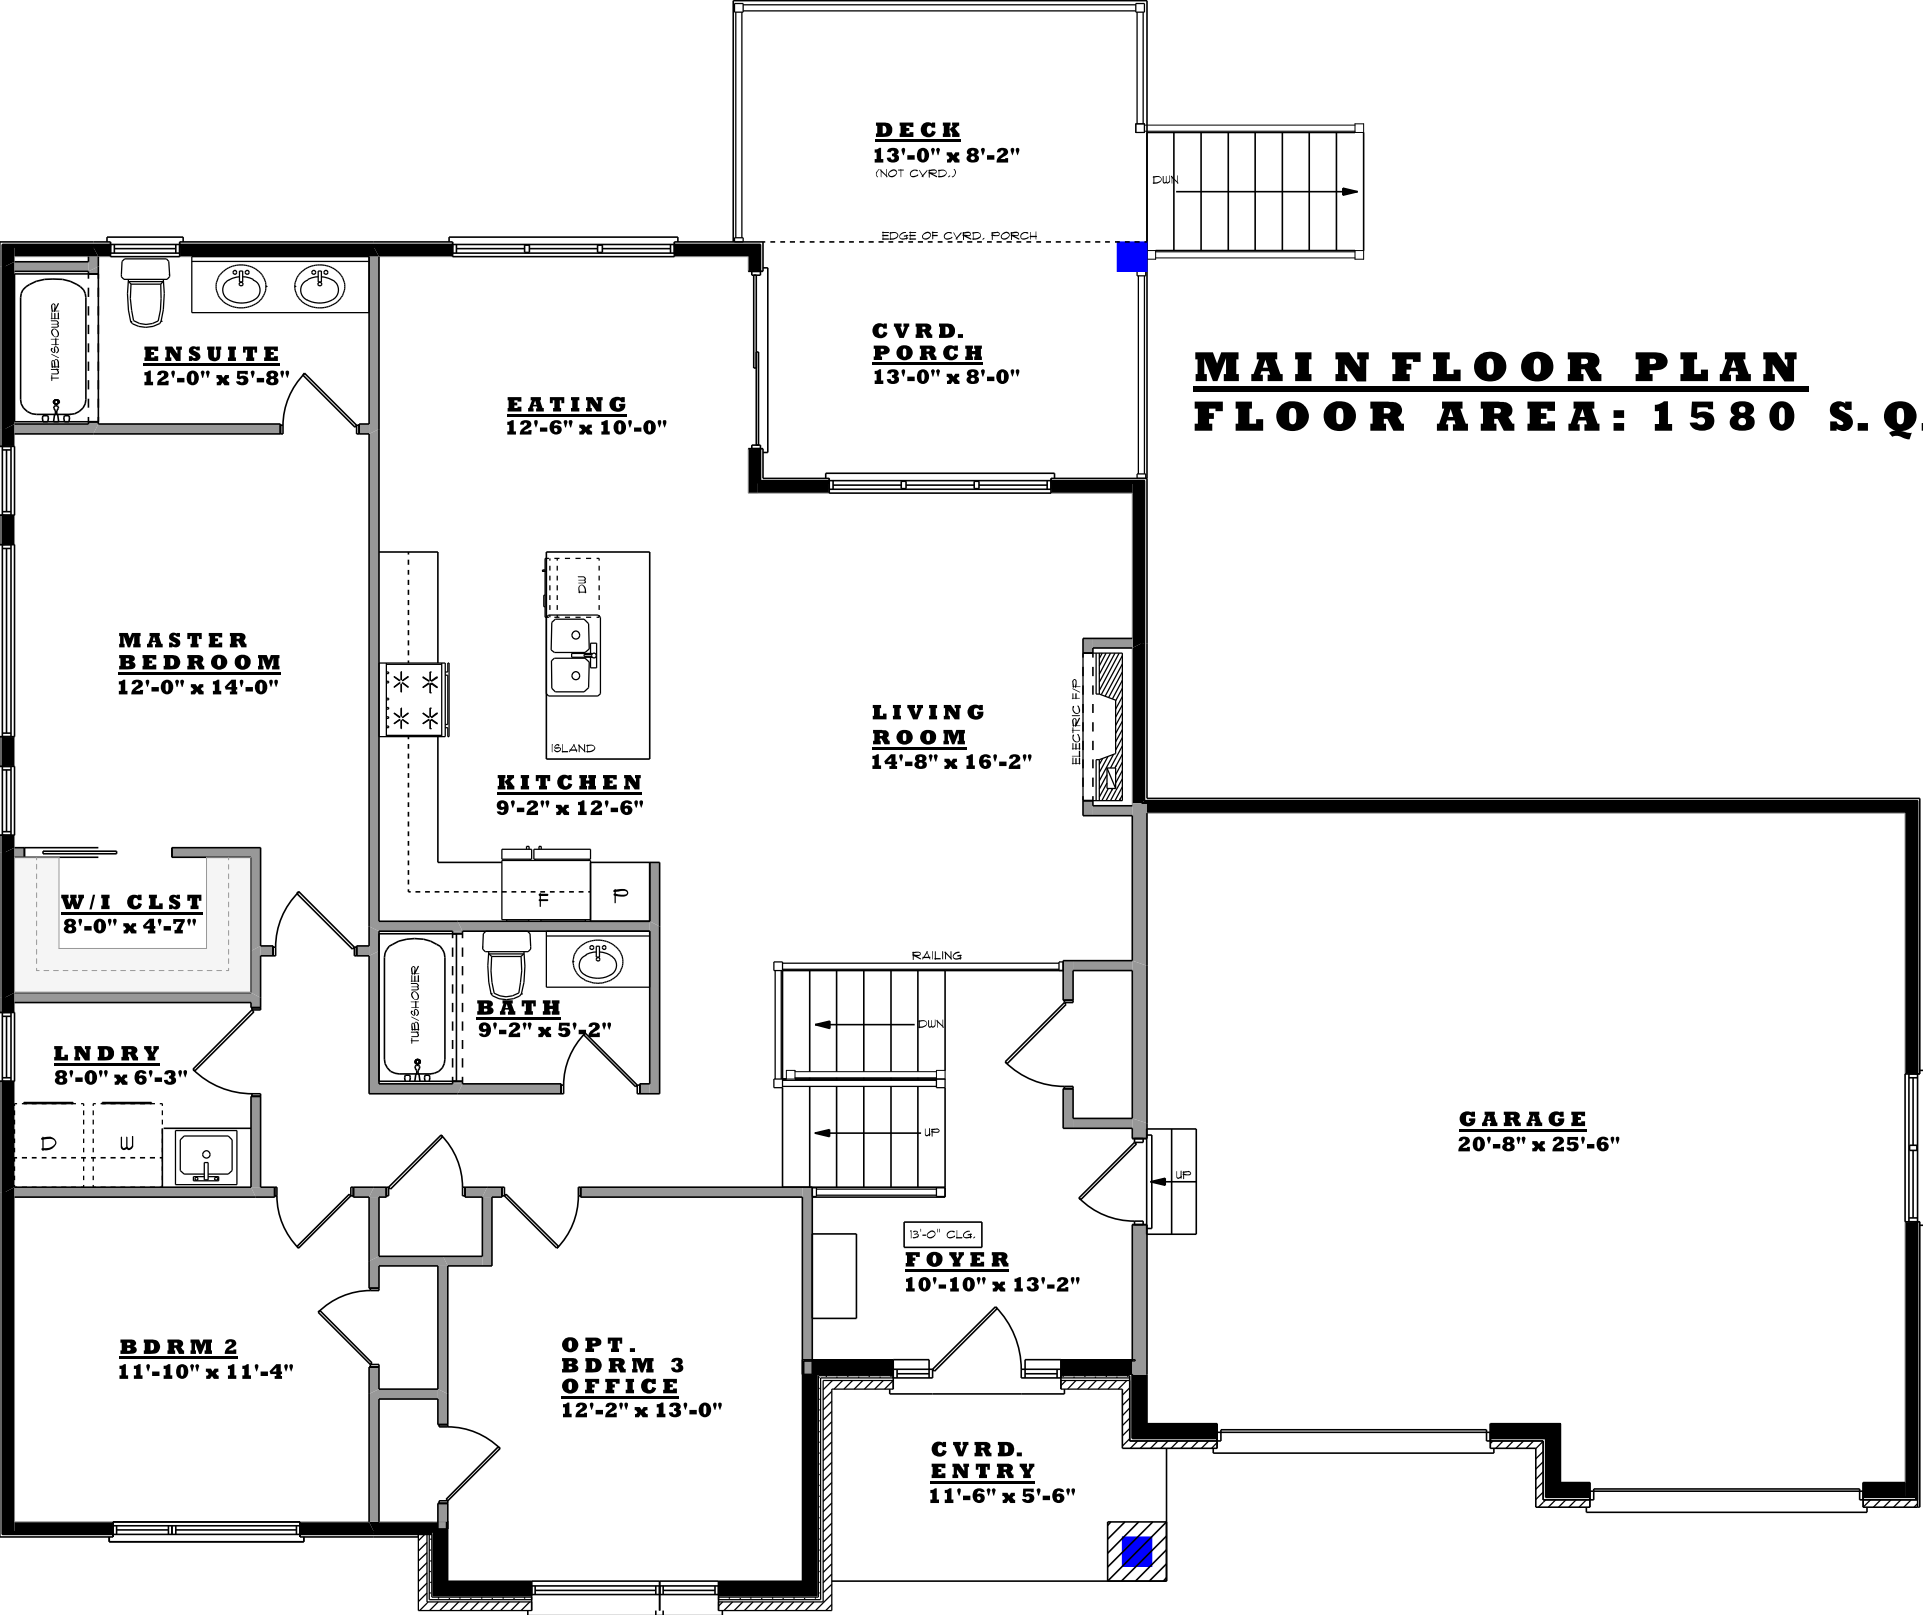 DECK
13'-0" x 8'-2"
(NOT CVRD.)
DWN
EDGE OF CVRD. PORCH
CVRD.
PORCH
13'-0" x 8'-0"
MAIN FLOOR PLAN
FLOOR AREA: 1580 S.Q.
TUB/SHOWER
ENSUITE
12'-0" x 5'-8"
EATING
12'-6" x 10'-0"
DW
MASTER
BEDROOM
12'-0" x 14'-0"
ISLAND
KITCHEN
9'-2" x 12'-6"
LIVING
ROOM
14'-8" x 16'-2"
ELECTRIC F/P
W/I CLST
8'-0" x 4'-7"
F
P
RAILING
TUB/SHOWER
BATH
9'-2" x 5'-2"
DWN
LNDRY
8'-0" x 6'-3"
D
W
UP
GARAGE
20'-8" x 25'-6"
UP
13'-0" CLG.
FOYER
10'-10" x 13'-2"
BDRM 2
11'-10" x 11'-4"
OPT.
BDRM 3
OFFICE
12'-2" x 13'-0"
CVRD.
ENTRY
11'-6" x 5'-6"